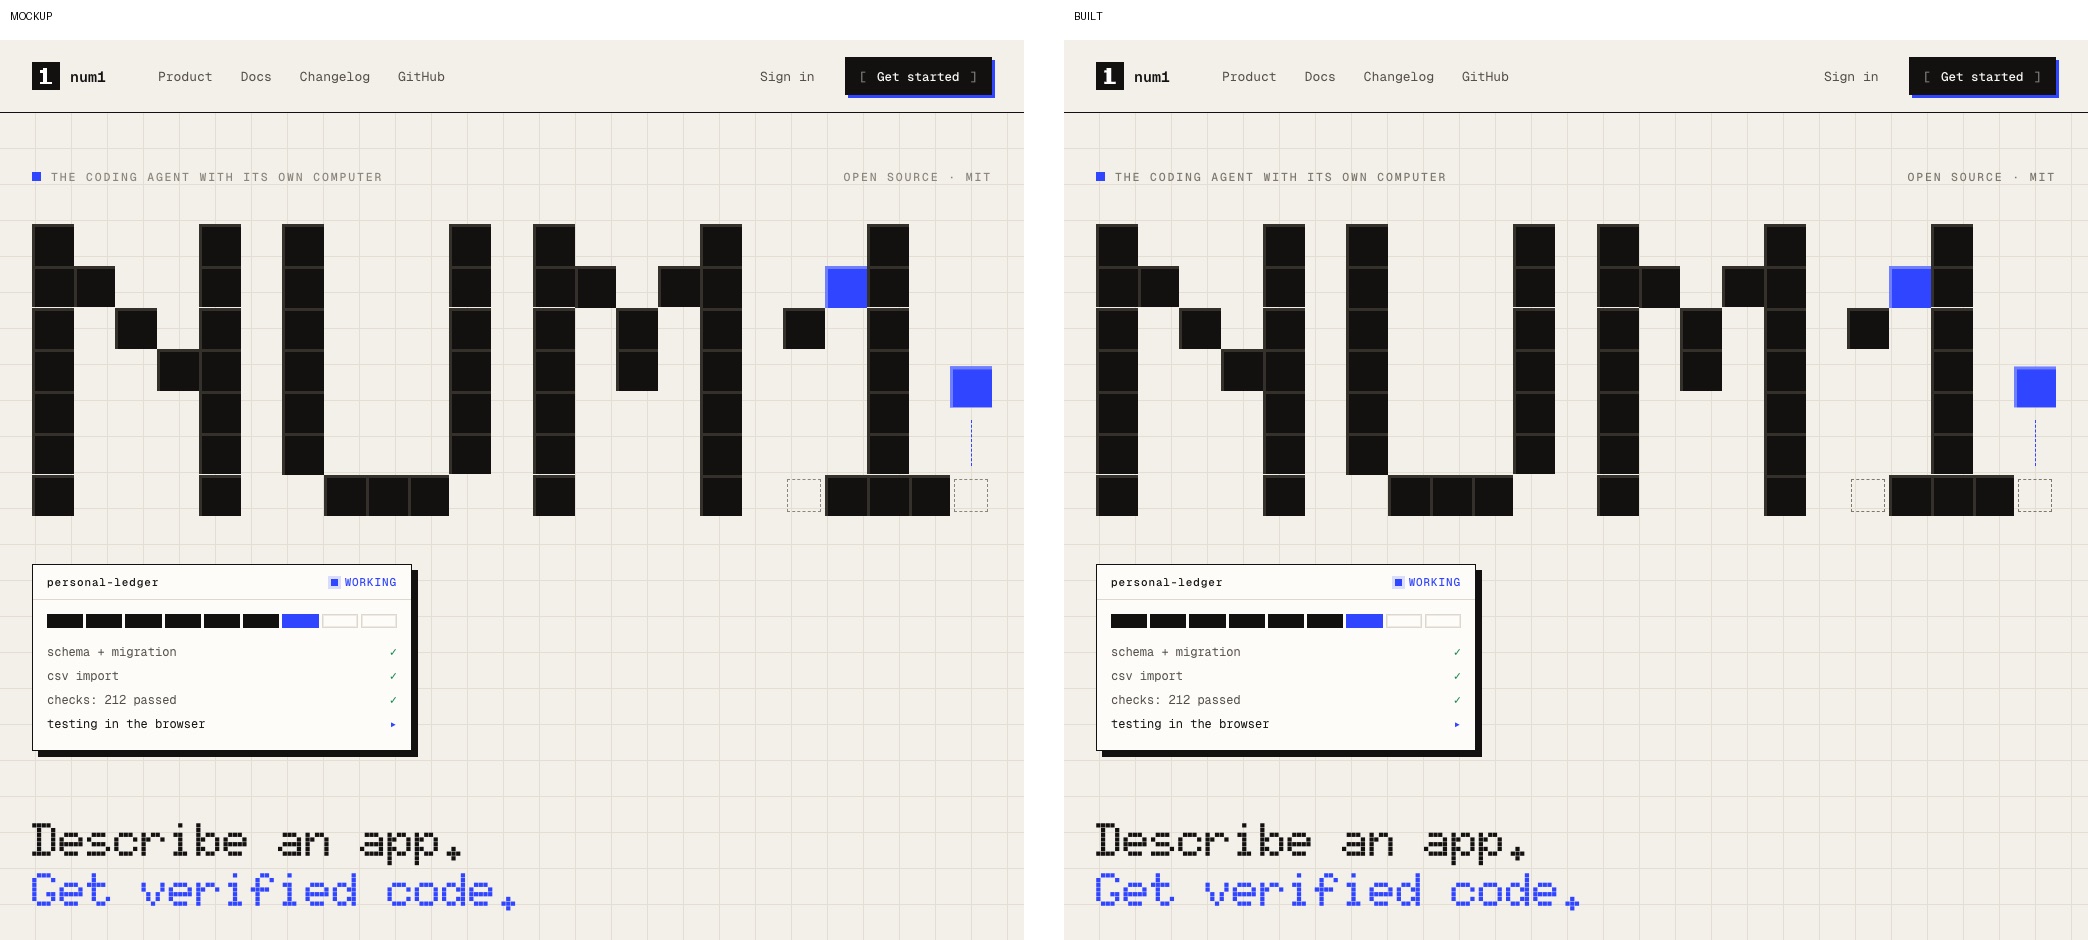 MOCKUP
1 num1 Product Docs Changelog GitHub Sign in [ Get started ]
THE CODING AGENT WITH ITS OWN COMPUTER OPEN SOURCE · MIT
NUM1
personal-ledger WORKING
schema + migration ✓
csv import ✓
checks: 212 passed ✓
testing in the browser ▸
Describe an app.
Get verified code.
BUILT
1 num1 Product Docs Changelog GitHub Sign in [ Get started ]
THE CODING AGENT WITH ITS OWN COMPUTER OPEN SOURCE · MIT
NUM1
personal-ledger WORKING
schema + migration ✓
csv import ✓
checks: 212 passed ✓
testing in the browser ▸
Describe an app.
Get verified code.